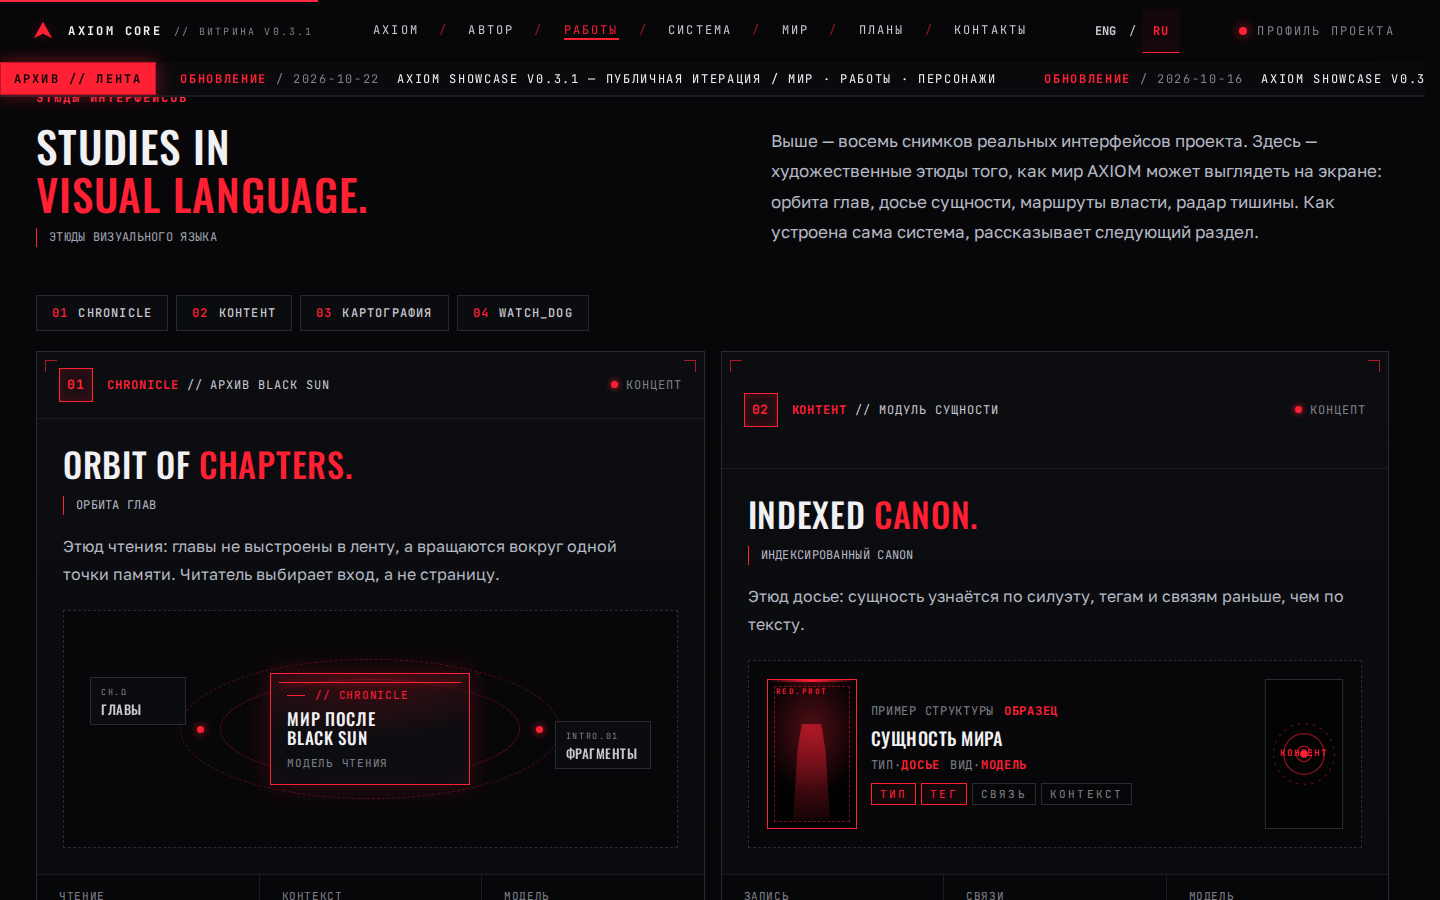 AXIOM CORE // ВИТРИНА V0.3.1
AXIOM / АВТОР / РАБОТЫ / СИСТЕМА / МИР / ПЛАНЫ / КОНТАКТЫ
ENG / RU
ПРОФИЛЬ ПРОЕКТА
АРХИВ // ЛЕНТА
ОБНОВЛЕНИЕ / 2026-10-22 AXIOM SHOWCASE V0.3.1 — ПУБЛИЧНАЯ ИТЕРАЦИЯ / МИР · РАБОТЫ · ПЕРСОНАЖИ
ОБНОВЛЕНИЕ / 2026-10-16 AXIOM SHOWCASE V0.3
ЭТЮДЫ ИНТЕРФЕЙСОВ
STUDIES IN
VISUAL LANGUAGE.
ЭТЮДЫ ВИЗУАЛЬНОГО ЯЗЫКА
Выше — восемь снимков реальных интерфейсов проекта. Здесь —
художественные этюды того, как мир AXIOM может выглядеть на экране:
орбита глав, досье сущности, маршруты власти, радар тишины. Как
устроена сама система, рассказывает следующий раздел.
01 CHRONICLE
02 КОНТЕНТ
03 КАРТОГРАФИЯ
04 WATCH_DOG
01 CHRONICLE // АРХИВ BLACK SUN
КОНЦЕПТ
ORBIT OF CHAPTERS.
ОРБИТА ГЛАВ
Этюд чтения: главы не выстроены в ленту, а вращаются вокруг одной
точки памяти. Читатель выбирает вход, а не страницу.
CH.Ω
ГЛАВЫ
// CHRONICLE
МИР ПОСЛЕ
BLACK SUN
МОДЕЛЬ ЧТЕНИЯ
INTRO.01
ФРАГМЕНТЫ
ЧТЕНИЕ
КОНТЕКСТ
МОДЕЛЬ
02 КОНТЕНТ // МОДУЛЬ СУЩНОСТИ
КОНЦЕПТ
INDEXED CANON.
ИНДЕКСИРОВАННЫЙ CANON
Этюд досье: сущность узнаётся по силуэту, тегам и связям раньше, чем по
тексту.
RED.PROT
ПРИМЕР СТРУКТУРЫ ОБРАЗЕЦ
СУЩНОСТЬ МИРА
ТИП·ДОСЬЕ ВИД·МОДЕЛЬ
ТИП
ТЕГ
СВЯЗЬ
КОНТЕКСТ
КОНТЕНТ
ЗАПИСЬ
СВЯЗИ
МОДЕЛЬ